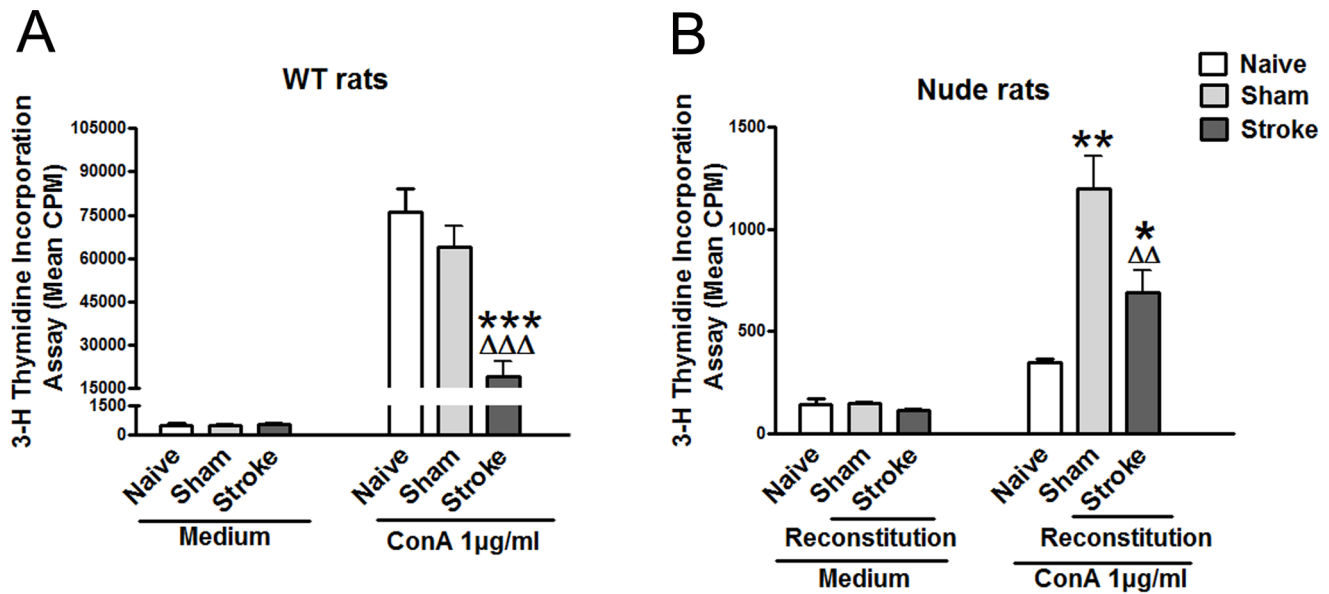 A
WT rats
3-H Thymidine Incorporation
Assay (Mean CPM)
105000
90000
75000
60000
45000
30000
15000
1500
0
***
ΔΔΔ
Naive
Sham
Stroke
Naive
Sham
Stroke
Medium
ConA 1µg/ml
B
Nude rats
Naive
Sham
Stroke
3-H Thymidine Incorporation
Assay (Mean CPM)
1500
1000
500
0
**
*
ΔΔ
Naive
Sham
Stroke
Naive
Sham
Stroke
Reconstitution
Reconstitution
Medium
ConA 1µg/ml